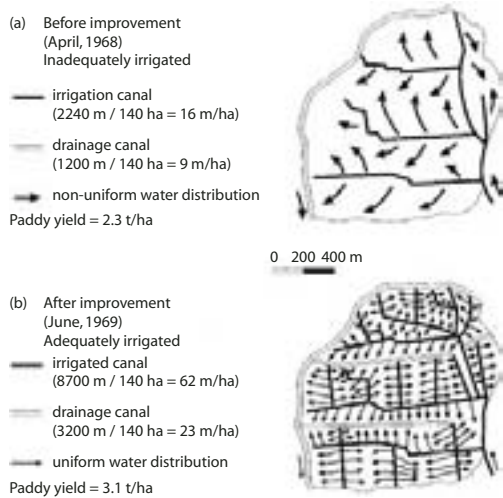 (a) Before improvement
(April, 1968)
Inadequately irrigated
irrigation canal
(2240 m / 140 ha = 16 m/ha)
drainage canal
(1200 m / 140 ha = 9 m/ha)
non-uniform water distribution
Paddy yield = 2.3 t/ha
0 200 400 m
(b) After improvement
(June, 1969)
Adequately irrigated
irrigated canal
(8700 m / 140 ha = 62 m/ha)
drainage canal
(3200 m / 140 ha = 23 m/ha)
uniform water distribution
Paddy yield = 3.1 t/ha